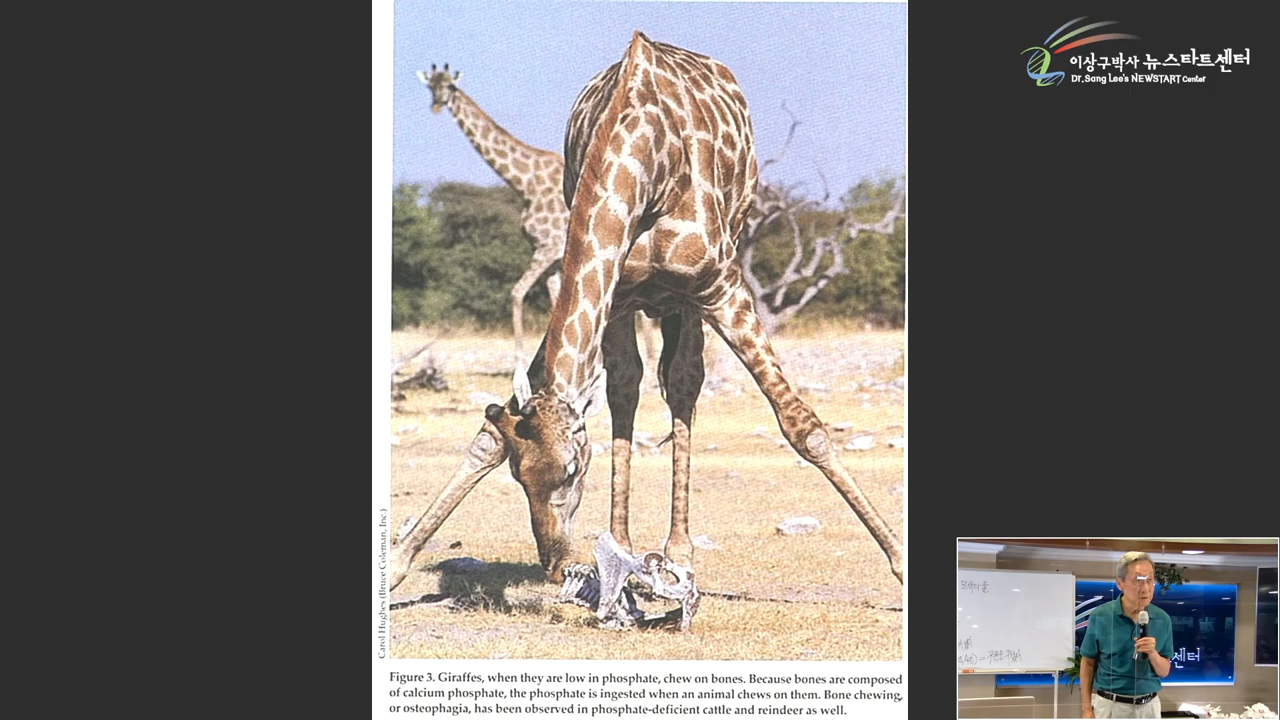 이상구박사 뉴스타트센터
Dr. Sang Lee's NEWSTART Center
Carol Hughes (Bruce Coleman, Inc.)
Figure 3. Giraffes, when they are low in phosphate, chew on bones. Because bones are composed
of calcium phosphate, the phosphate is ingested when an animal chews on them. Bone chewing,
or osteophagia, has been observed in phosphate-deficient cattle and reindeer as well.
센터